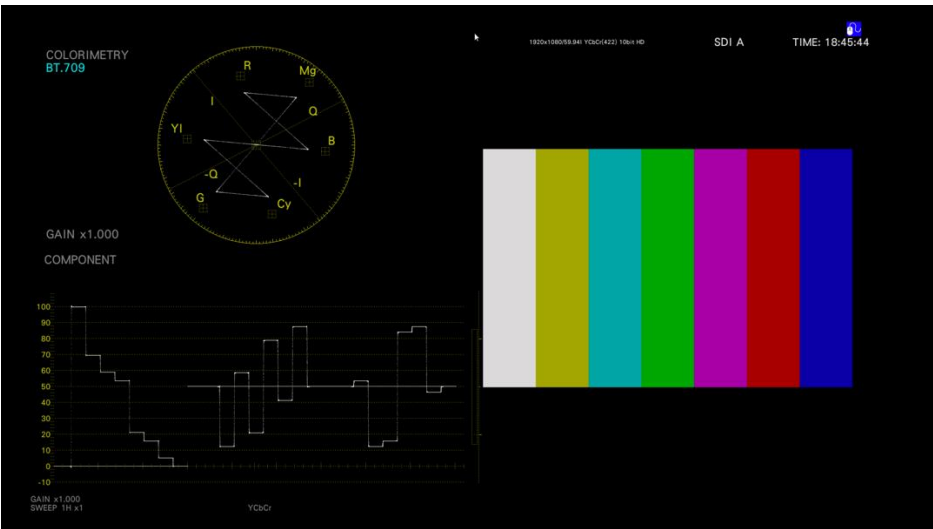 COLORIMETRY
BT.709
1920x1080/59.94I YCbCr(422) 10bit HD
SDI A
TIME: 18:45:44
R
Mg
I
Q
Yl
B
-Q
-I
G
Cy
GAIN x1.000
COMPONENT
100
90
80
70
60
50
40
30
20
10
0
-10
GAIN x1.000
SWEEP 1H x1
YCbCr